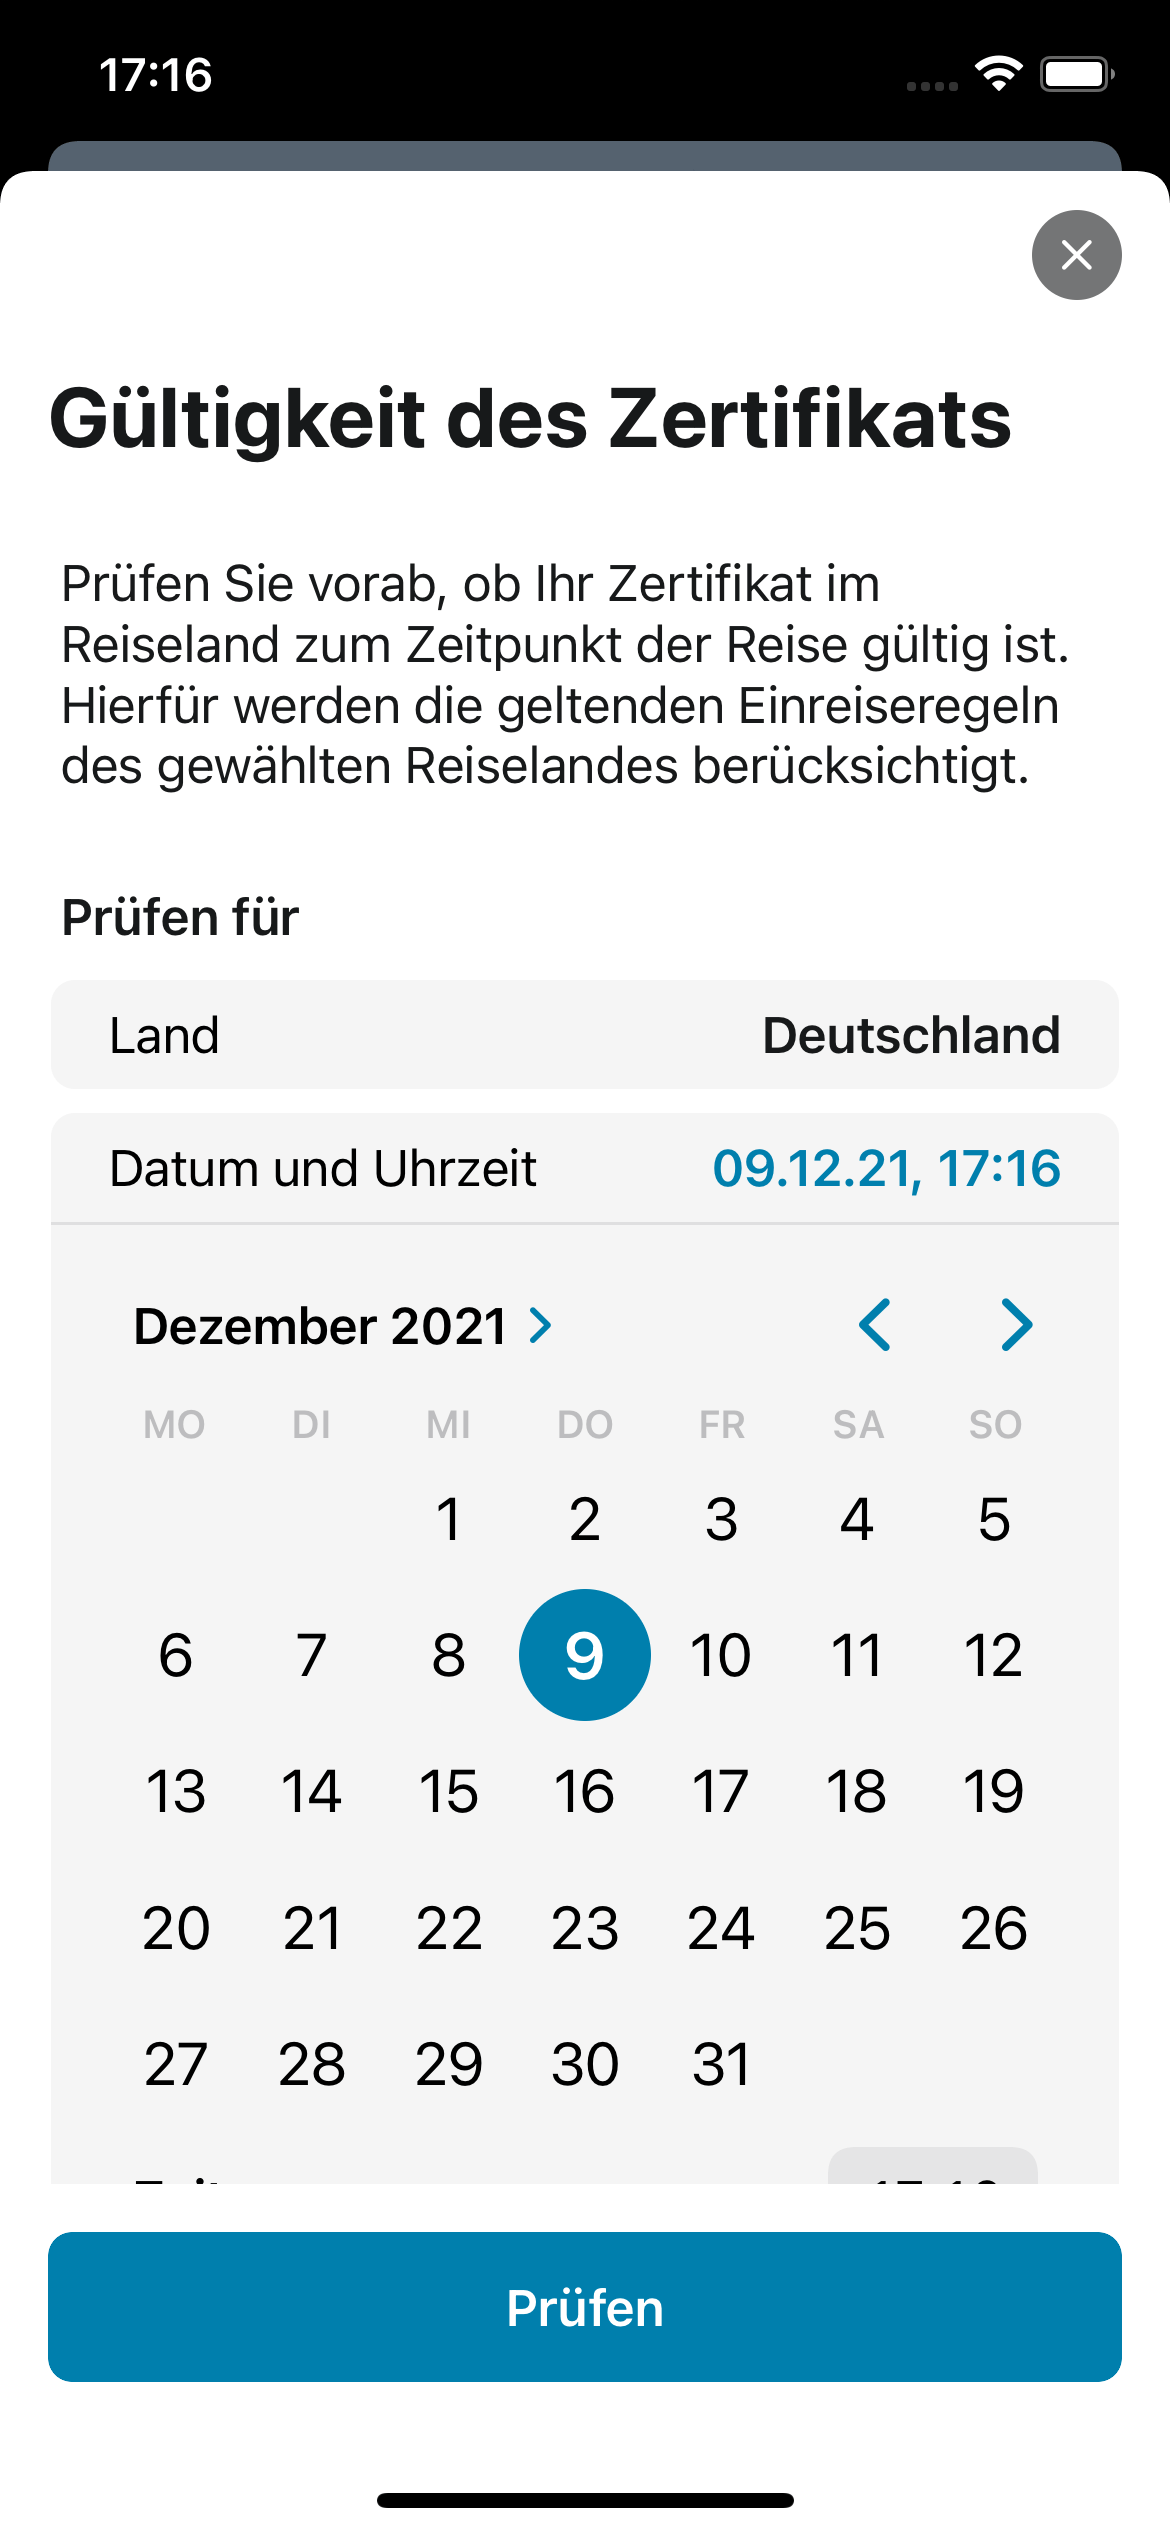 17:16
Gültigkeit des Zertifikats
Prüfen Sie vorab, ob Ihr Zertifikat im
Reiseland zum Zeitpunkt der Reise gültig ist.
Hierfür werden die geltenden Einreiseregeln
des gewählten Reiselandes berücksichtigt.
Prüfen für
Land Deutschland
Datum und Uhrzeit 09.12.21, 17:16
Dezember 2021
MO DI MI DO FR SA SO
1 2 3 4 5
6 7 8 9 10 11 12
13 14 15 16 17 18 19
20 21 22 23 24 25 26
27 28 29 30 31
Prüfen